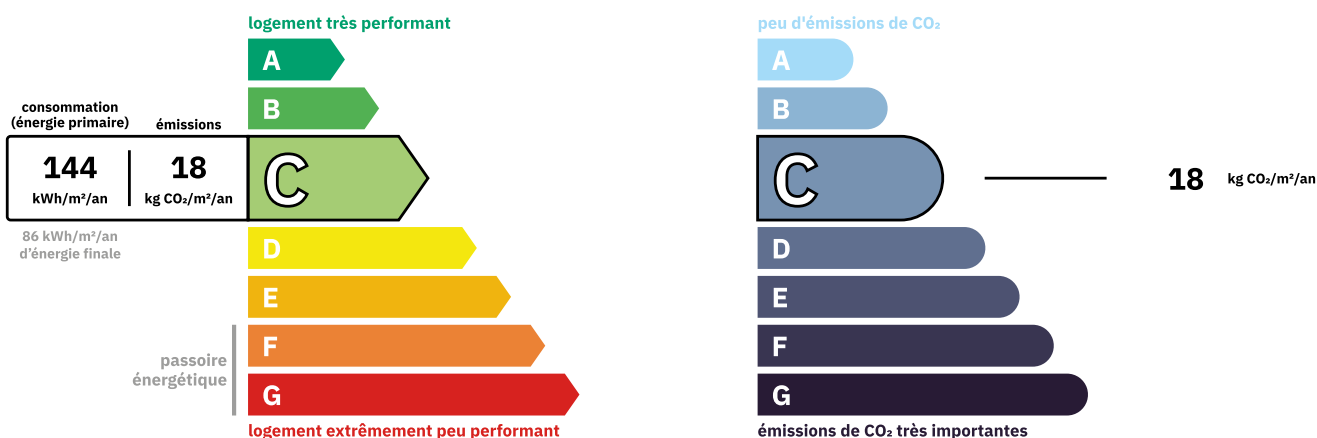 logement très performant
A
B
consommation
(énergie primaire)
émissions
144
kWh/m²/an
18
kg CO₂/m²/an
C
86 kWh/m²/an
d'énergie finale
D
E
passoire
énergétique
F
G
logement extrêmement peu performant
peu d'émissions de CO₂
A
B
C
18 kg CO₂/m²/an
D
E
F
G
émissions de CO₂ très importantes